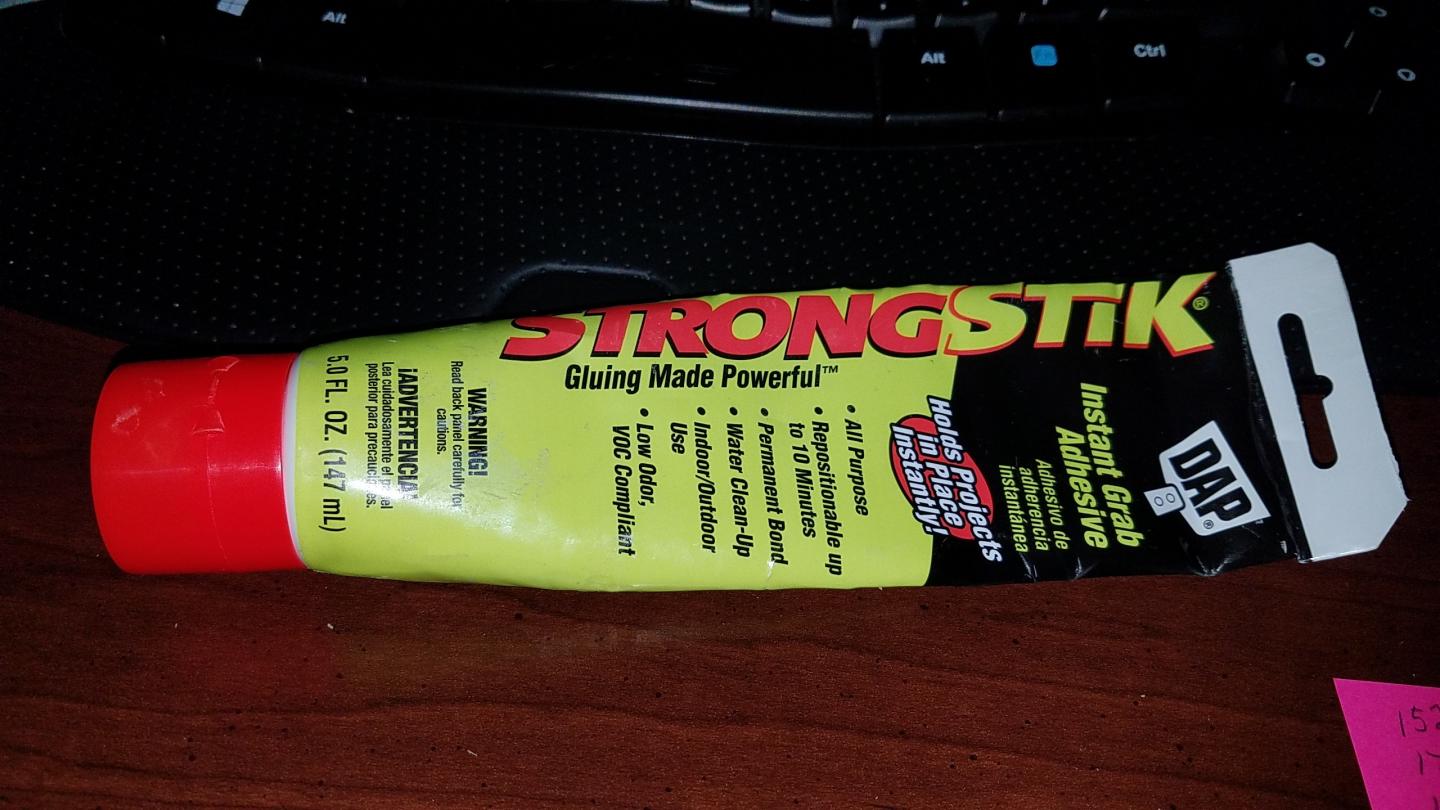 Alt
Alt
Ctrl
DAP®
Instant Grab
Adhesive
Adhesivo de
adherencia
instantánea
STRONGSTiK®
Gluing Made Powerful™
Holds Projects
in Place
Instantly!
• All Purpose
• Repositionable up
to 10 Minutes
• Permanent Bond
• Water Clean-Up
• Indoor/Outdoor
Use
• Low Odor,
VOC Compliant
WARNING!
Read back panel carefully for
cautions.
¡ADVERTENCIA!
Lea cuidadosamente el panel
posterior para precauciones.
5.0 FL. OZ. (147 mL)